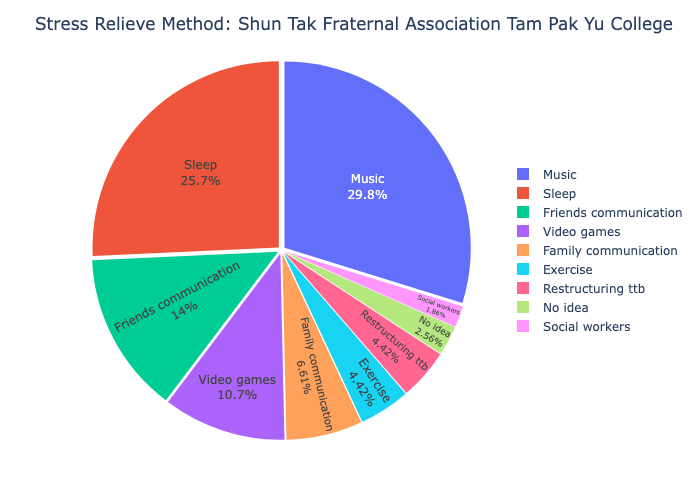 Stress Relieve Method: Shun Tak Fraternal Association Tam Pak Yu College
Music
29.8%
Sleep
25.7%
Friends communication
14%
Video games
10.7%
Family communication
6.61%
Exercise
4.42%
Restructuring ttb
4.42%
No idea
2.56%
Social workers
1.86%
Music
Sleep
Friends communication
Video games
Family communication
Exercise
Restructuring ttb
No idea
Social workers